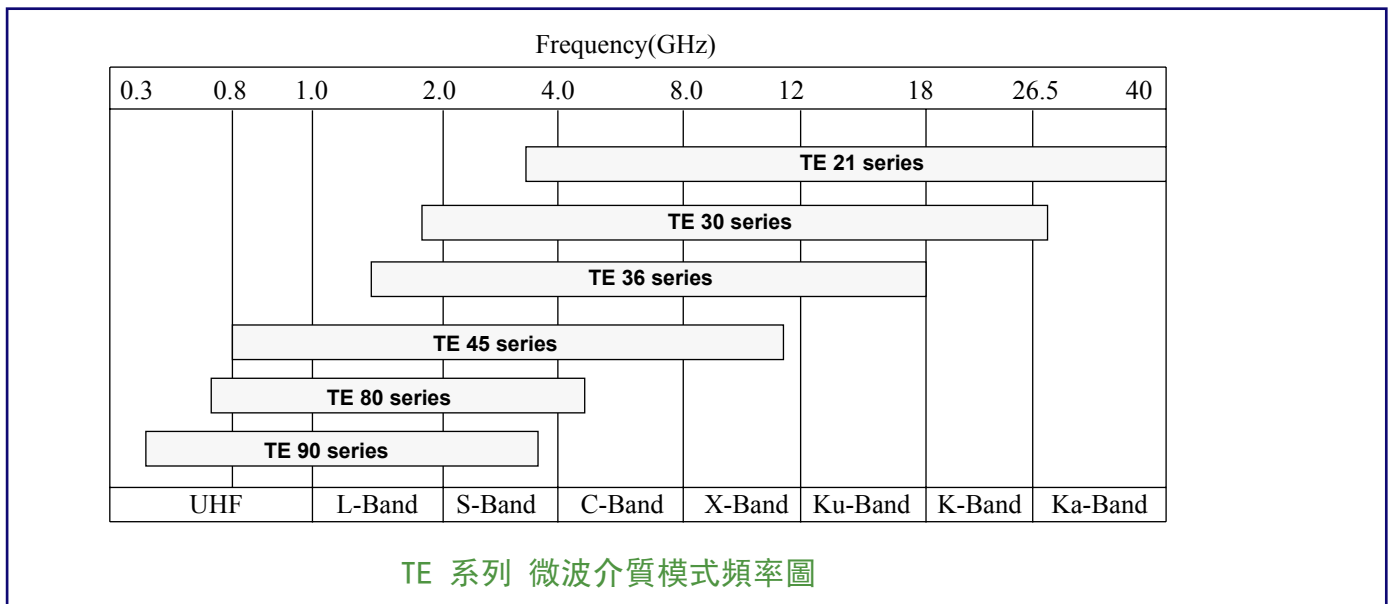 Frequency(GHz)
0.3 0.8 1.0 2.0 4.0 8.0 12 18 26.5 40
TE 21 series
TE 30 series
TE 36 series
TE 45 series
TE 80 series
TE 90 series
UHF L-Band S-Band C-Band X-Band Ku-Band K-Band Ka-Band
TE 系列 微波介質模式頻率圖